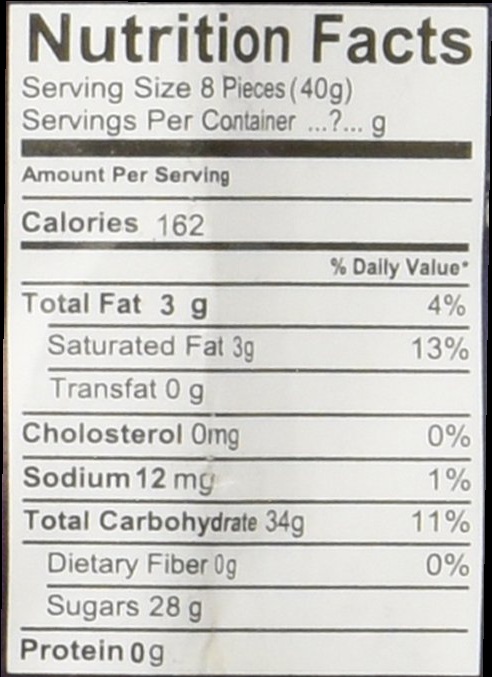 Nutrition Facts
Serving Size 8 Pieces (40g)
Servings Per Container ...?... g
Amount Per Serving
Calories 162
% Daily Value*
Total Fat 3 g 4%
Saturated Fat 3g 13%
Transfat 0 g
Cholosterol 0mg 0%
Sodium 12 mg 1%
Total Carbohydrate 34g 11%
Dietary Fiber 0g 0%
Sugars 28 g
Protein 0g